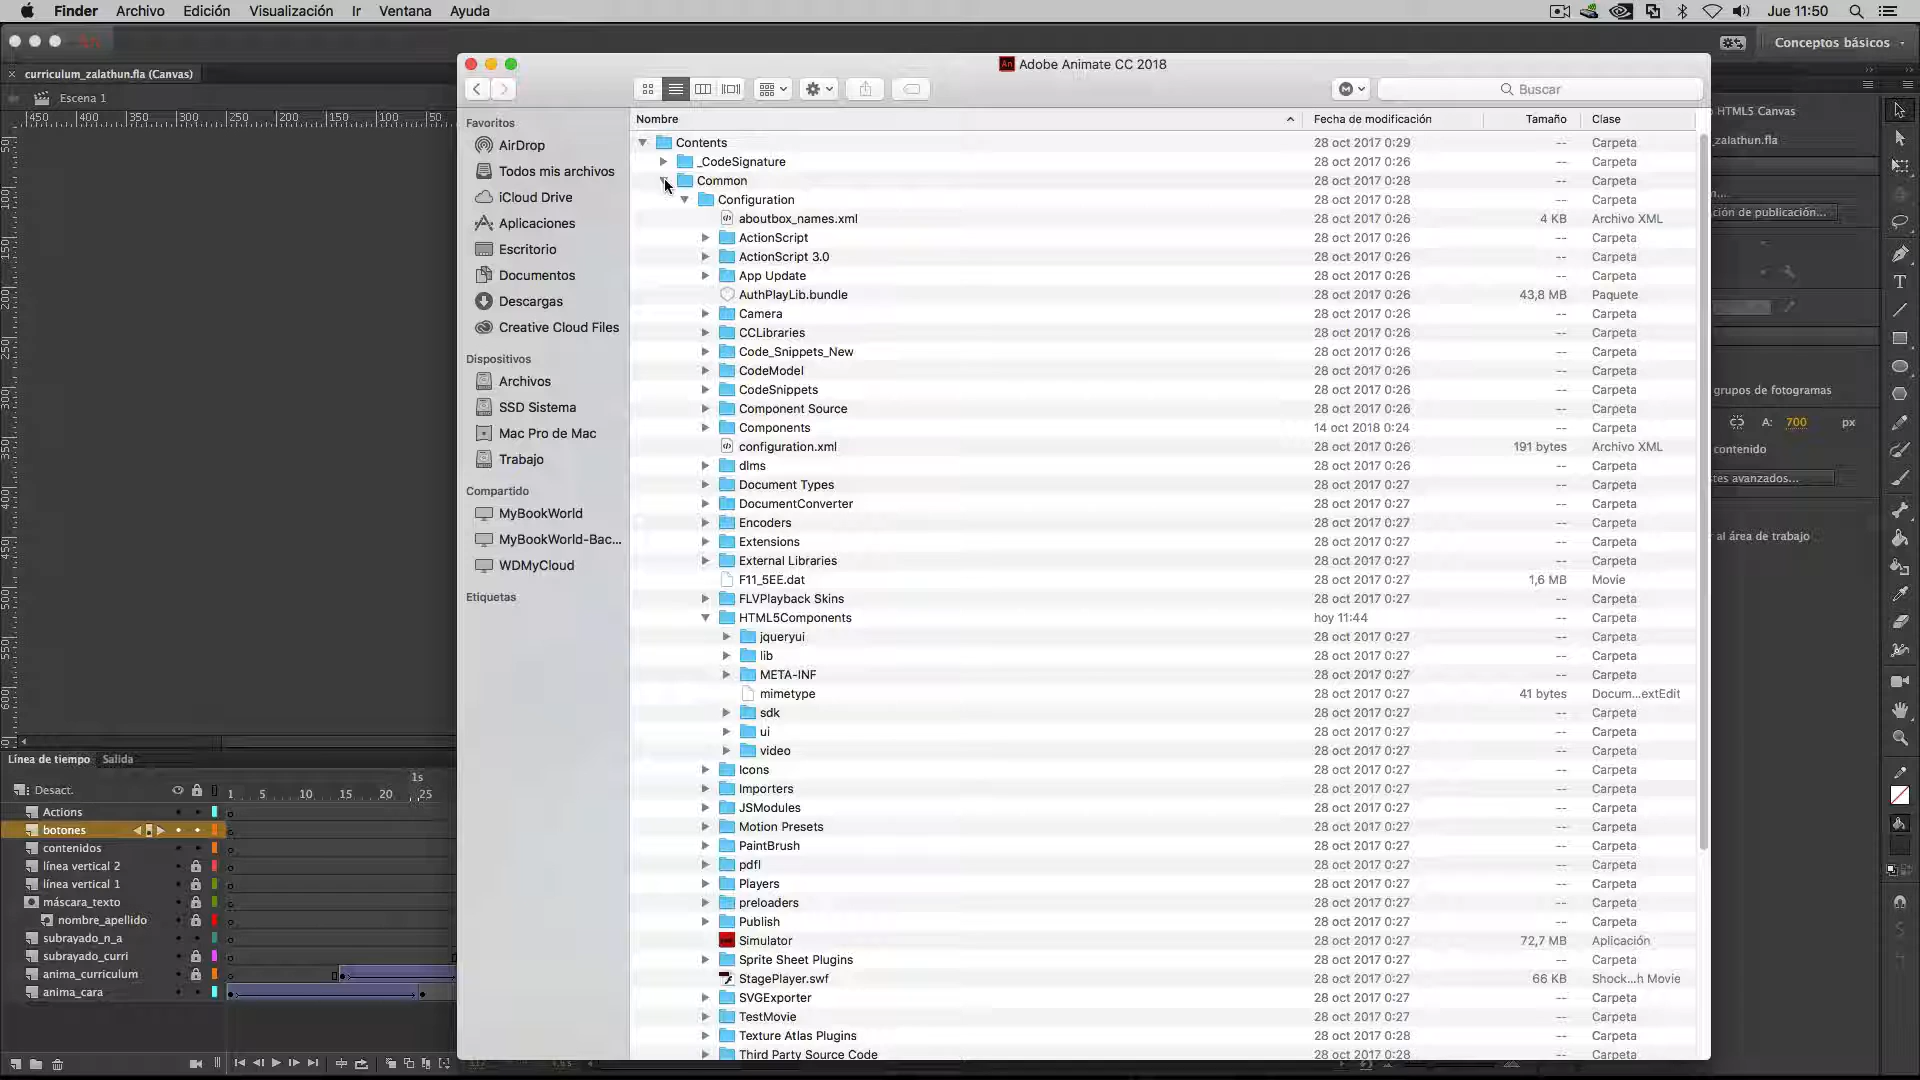 Finder Archivo Edición Visualización Ir Ventana Ayuda Jue 11:50
Conceptos básicos
curriculum_zalathun.fla (Canvas)
Escena 1
450 400 350 300 250 200 150 100 50
Adobe Animate CC 2018
Buscar
Nombre Fecha de modificación Tamaño Clase
Favoritos
AirDrop
Todos mis archivos
iCloud Drive
Aplicaciones
Escritorio
Documentos
Descargas
Creative Cloud Files
Dispositivos
Archivos
SSD Sistema
Mac Pro de Mac
Trabajo
Compartido
MyBookWorld
MyBookWorld-Bac...
WDMyCloud
Etiquetas
Contents 28 oct 2017 0:29 -- Carpeta
_CodeSignature 28 oct 2017 0:26 -- Carpeta
Common 28 oct 2017 0:28 -- Carpeta
Configuration 28 oct 2017 0:28 -- Carpeta
aboutbox_names.xml 28 oct 2017 0:26 4 KB Archivo XML
ActionScript 28 oct 2017 0:26 -- Carpeta
ActionScript 3.0 28 oct 2017 0:26 -- Carpeta
App Update 28 oct 2017 0:26 -- Carpeta
AuthPlayLib.bundle 28 oct 2017 0:26 43,8 MB Paquete
Camera 28 oct 2017 0:26 -- Carpeta
CCLibraries 28 oct 2017 0:26 -- Carpeta
Code_Snippets_New 28 oct 2017 0:26 -- Carpeta
CodeModel 28 oct 2017 0:26 -- Carpeta
CodeSnippets 28 oct 2017 0:26 -- Carpeta
Component Source 28 oct 2017 0:26 -- Carpeta
Components 14 oct 2018 0:24 -- Carpeta
configuration.xml 28 oct 2017 0:26 191 bytes Archivo XML
dlms 28 oct 2017 0:26 -- Carpeta
Document Types 28 oct 2017 0:27 -- Carpeta
DocumentConverter 28 oct 2017 0:27 -- Carpeta
Encoders 28 oct 2017 0:27 -- Carpeta
Extensions 28 oct 2017 0:27 -- Carpeta
External Libraries 28 oct 2017 0:27 -- Carpeta
F11_5EE.dat 28 oct 2017 0:27 1,6 MB Movie
FLVPlayback Skins 28 oct 2017 0:27 -- Carpeta
HTML5Components hoy 11:44 -- Carpeta
jqueryui 28 oct 2017 0:27 -- Carpeta
lib 28 oct 2017 0:27 -- Carpeta
META-INF 28 oct 2017 0:27 -- Carpeta
mimetype 28 oct 2017 0:27 41 bytes Docum...extEdit
sdk 28 oct 2017 0:27 -- Carpeta
ui 28 oct 2017 0:27 -- Carpeta
video 28 oct 2017 0:27 -- Carpeta
Icons 28 oct 2017 0:27 -- Carpeta
Importers 28 oct 2017 0:27 -- Carpeta
JSModules 28 oct 2017 0:27 -- Carpeta
Motion Presets 28 oct 2017 0:27 -- Carpeta
PaintBrush 28 oct 2017 0:27 -- Carpeta
pdfl 28 oct 2017 0:27 -- Carpeta
Players 28 oct 2017 0:27 -- Carpeta
preloaders 28 oct 2017 0:27 -- Carpeta
Publish 28 oct 2017 0:27 -- Carpeta
Simulator 28 oct 2017 0:27 72,7 MB Aplicación
Sprite Sheet Plugins 28 oct 2017 0:27 -- Carpeta
StagePlayer.swf 28 oct 2017 0:27 66 KB Shock...h Movie
SVGExporter 28 oct 2017 0:27 -- Carpeta
TestMovie 28 oct 2017 0:27 -- Carpeta
Texture Atlas Plugins 28 oct 2017 0:28 -- Carpeta
Third Party Source Code 28 oct 2017 0:28 -- Carpeta
HTML5 Canvas
zalathun.fla
ción de publicación...
grupos de fotogramas
A: 700 px
contenido
stes avanzados...
al área de trabajo
Línea de tiempo Salida
1s
Desact. 1 5 10 15 20 25
Actions
botones
contenidos
línea vertical 2
línea vertical 1
máscara_texto
nombre_apellido
subrayado_n_a
subrayado_curri
anima_curriculum
anima_cara